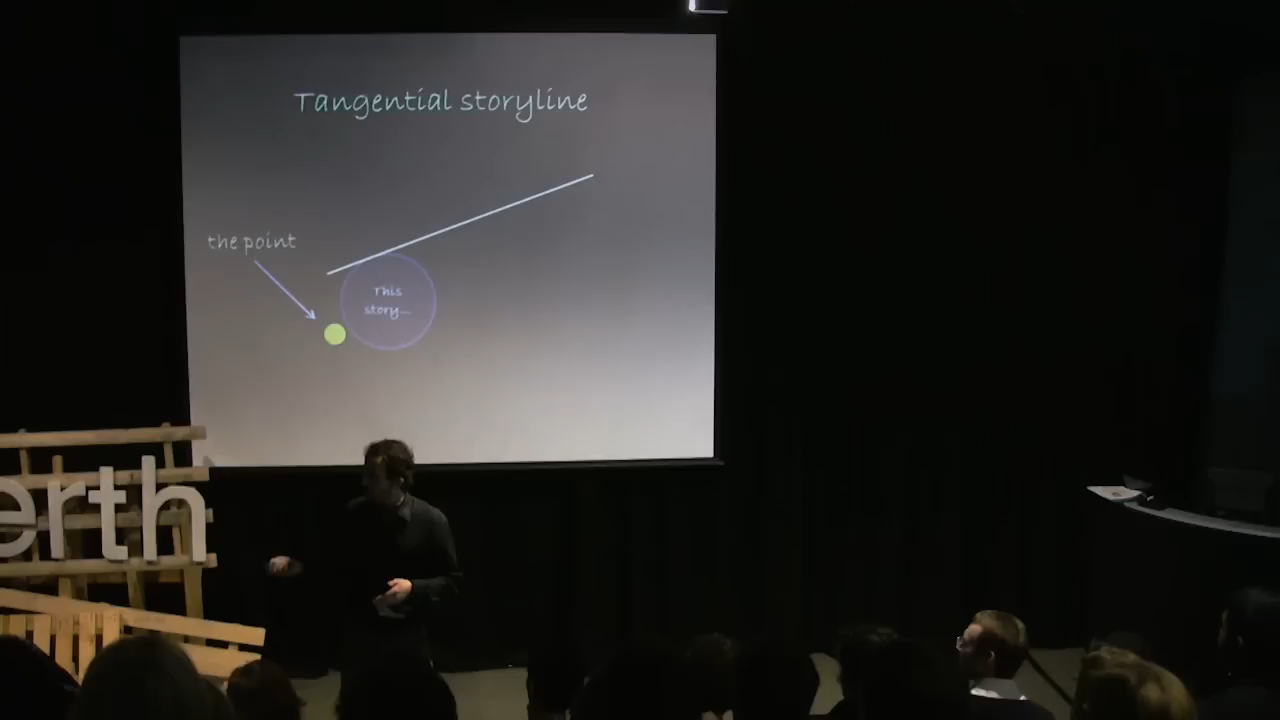 Tangential storyline
the point
This
story...
erth